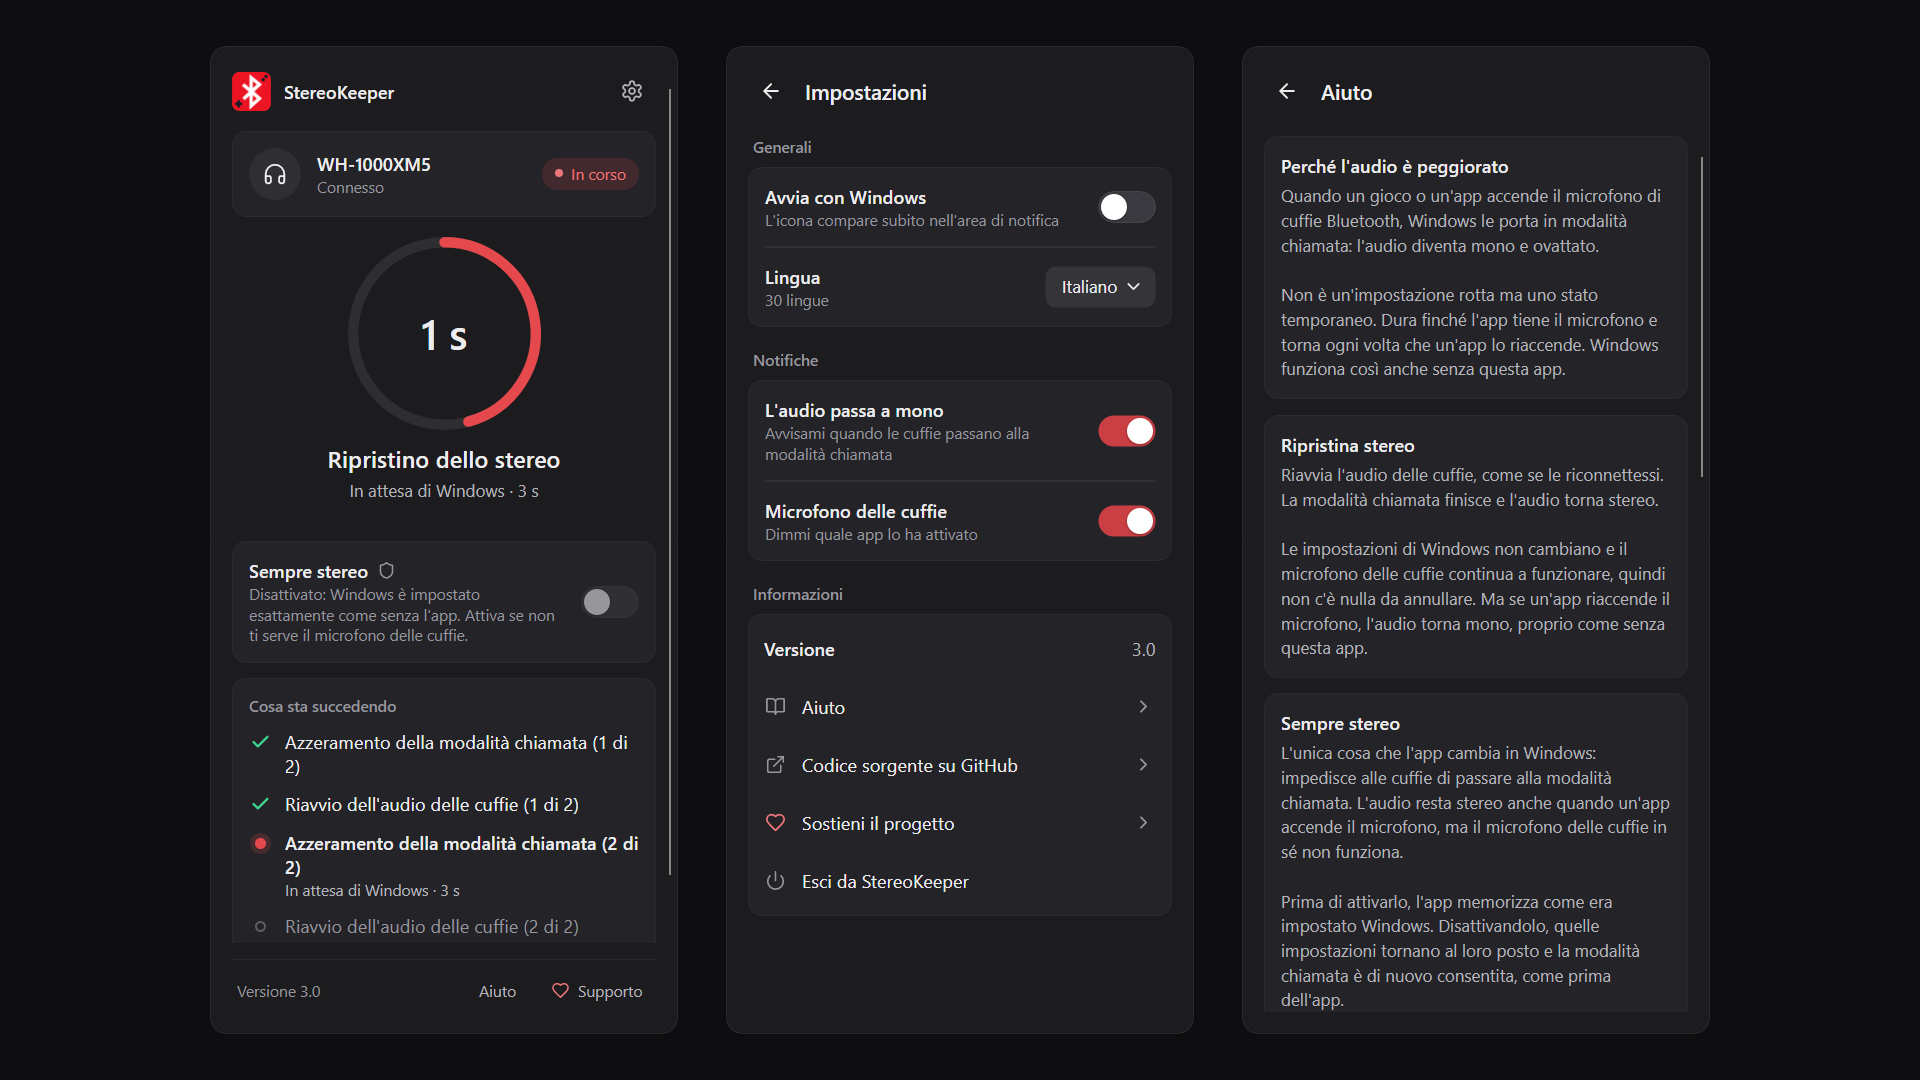 StereoKeeper
WH-1000XM5
Connesso
In corso
1 s
Ripristino dello stereo
In attesa di Windows · 3 s
Sempre stereo
Disattivato: Windows è impostato
esattamente come senza l'app. Attiva se non
ti serve il microfono delle cuffie.
Cosa sta succedendo
Azzeramento della modalità chiamata (1 di
2)
Riavvio dell'audio delle cuffie (1 di 2)
Azzeramento della modalità chiamata (2 di
2)
In attesa di Windows · 3 s
Riavvio dell'audio delle cuffie (2 di 2)
Versione 3.0
Aiuto
Supporto
Impostazioni
Generali
Avvia con Windows
L'icona compare subito nell'area di notifica
Lingua
30 lingue
Italiano
Notifiche
L'audio passa a mono
Avvisami quando le cuffie passano alla
modalità chiamata
Microfono delle cuffie
Dimmi quale app lo ha attivato
Informazioni
Versione
3.0
Aiuto
Codice sorgente su GitHub
Sostieni il progetto
Esci da StereoKeeper
Aiuto
Perché l'audio è peggiorato
Quando un gioco o un'app accende il microfono di
cuffie Bluetooth, Windows le porta in modalità
chiamata: l'audio diventa mono e ovattato.
Non è un'impostazione rotta ma uno stato
temporaneo. Dura finché l'app tiene il microfono e
torna ogni volta che un'app lo riaccende. Windows
funziona così anche senza questa app.
Ripristina stereo
Riavvia l'audio delle cuffie, come se le riconnettessi.
La modalità chiamata finisce e l'audio torna stereo.
Le impostazioni di Windows non cambiano e il
microfono delle cuffie continua a funzionare, quindi
non c'è nulla da annullare. Ma se un'app riaccende il
microfono, l'audio torna mono, proprio come senza
questa app.
Sempre stereo
L'unica cosa che l'app cambia in Windows:
impedisce alle cuffie di passare alla modalità
chiamata. L'audio resta stereo anche quando un'app
accende il microfono, ma il microfono delle cuffie in
sé non funziona.
Prima di attivarlo, l'app memorizza come era
impostato Windows. Disattivandolo, quelle
impostazioni tornano al loro posto e la modalità
chiamata è di nuovo consentita, come prima
dell'app.